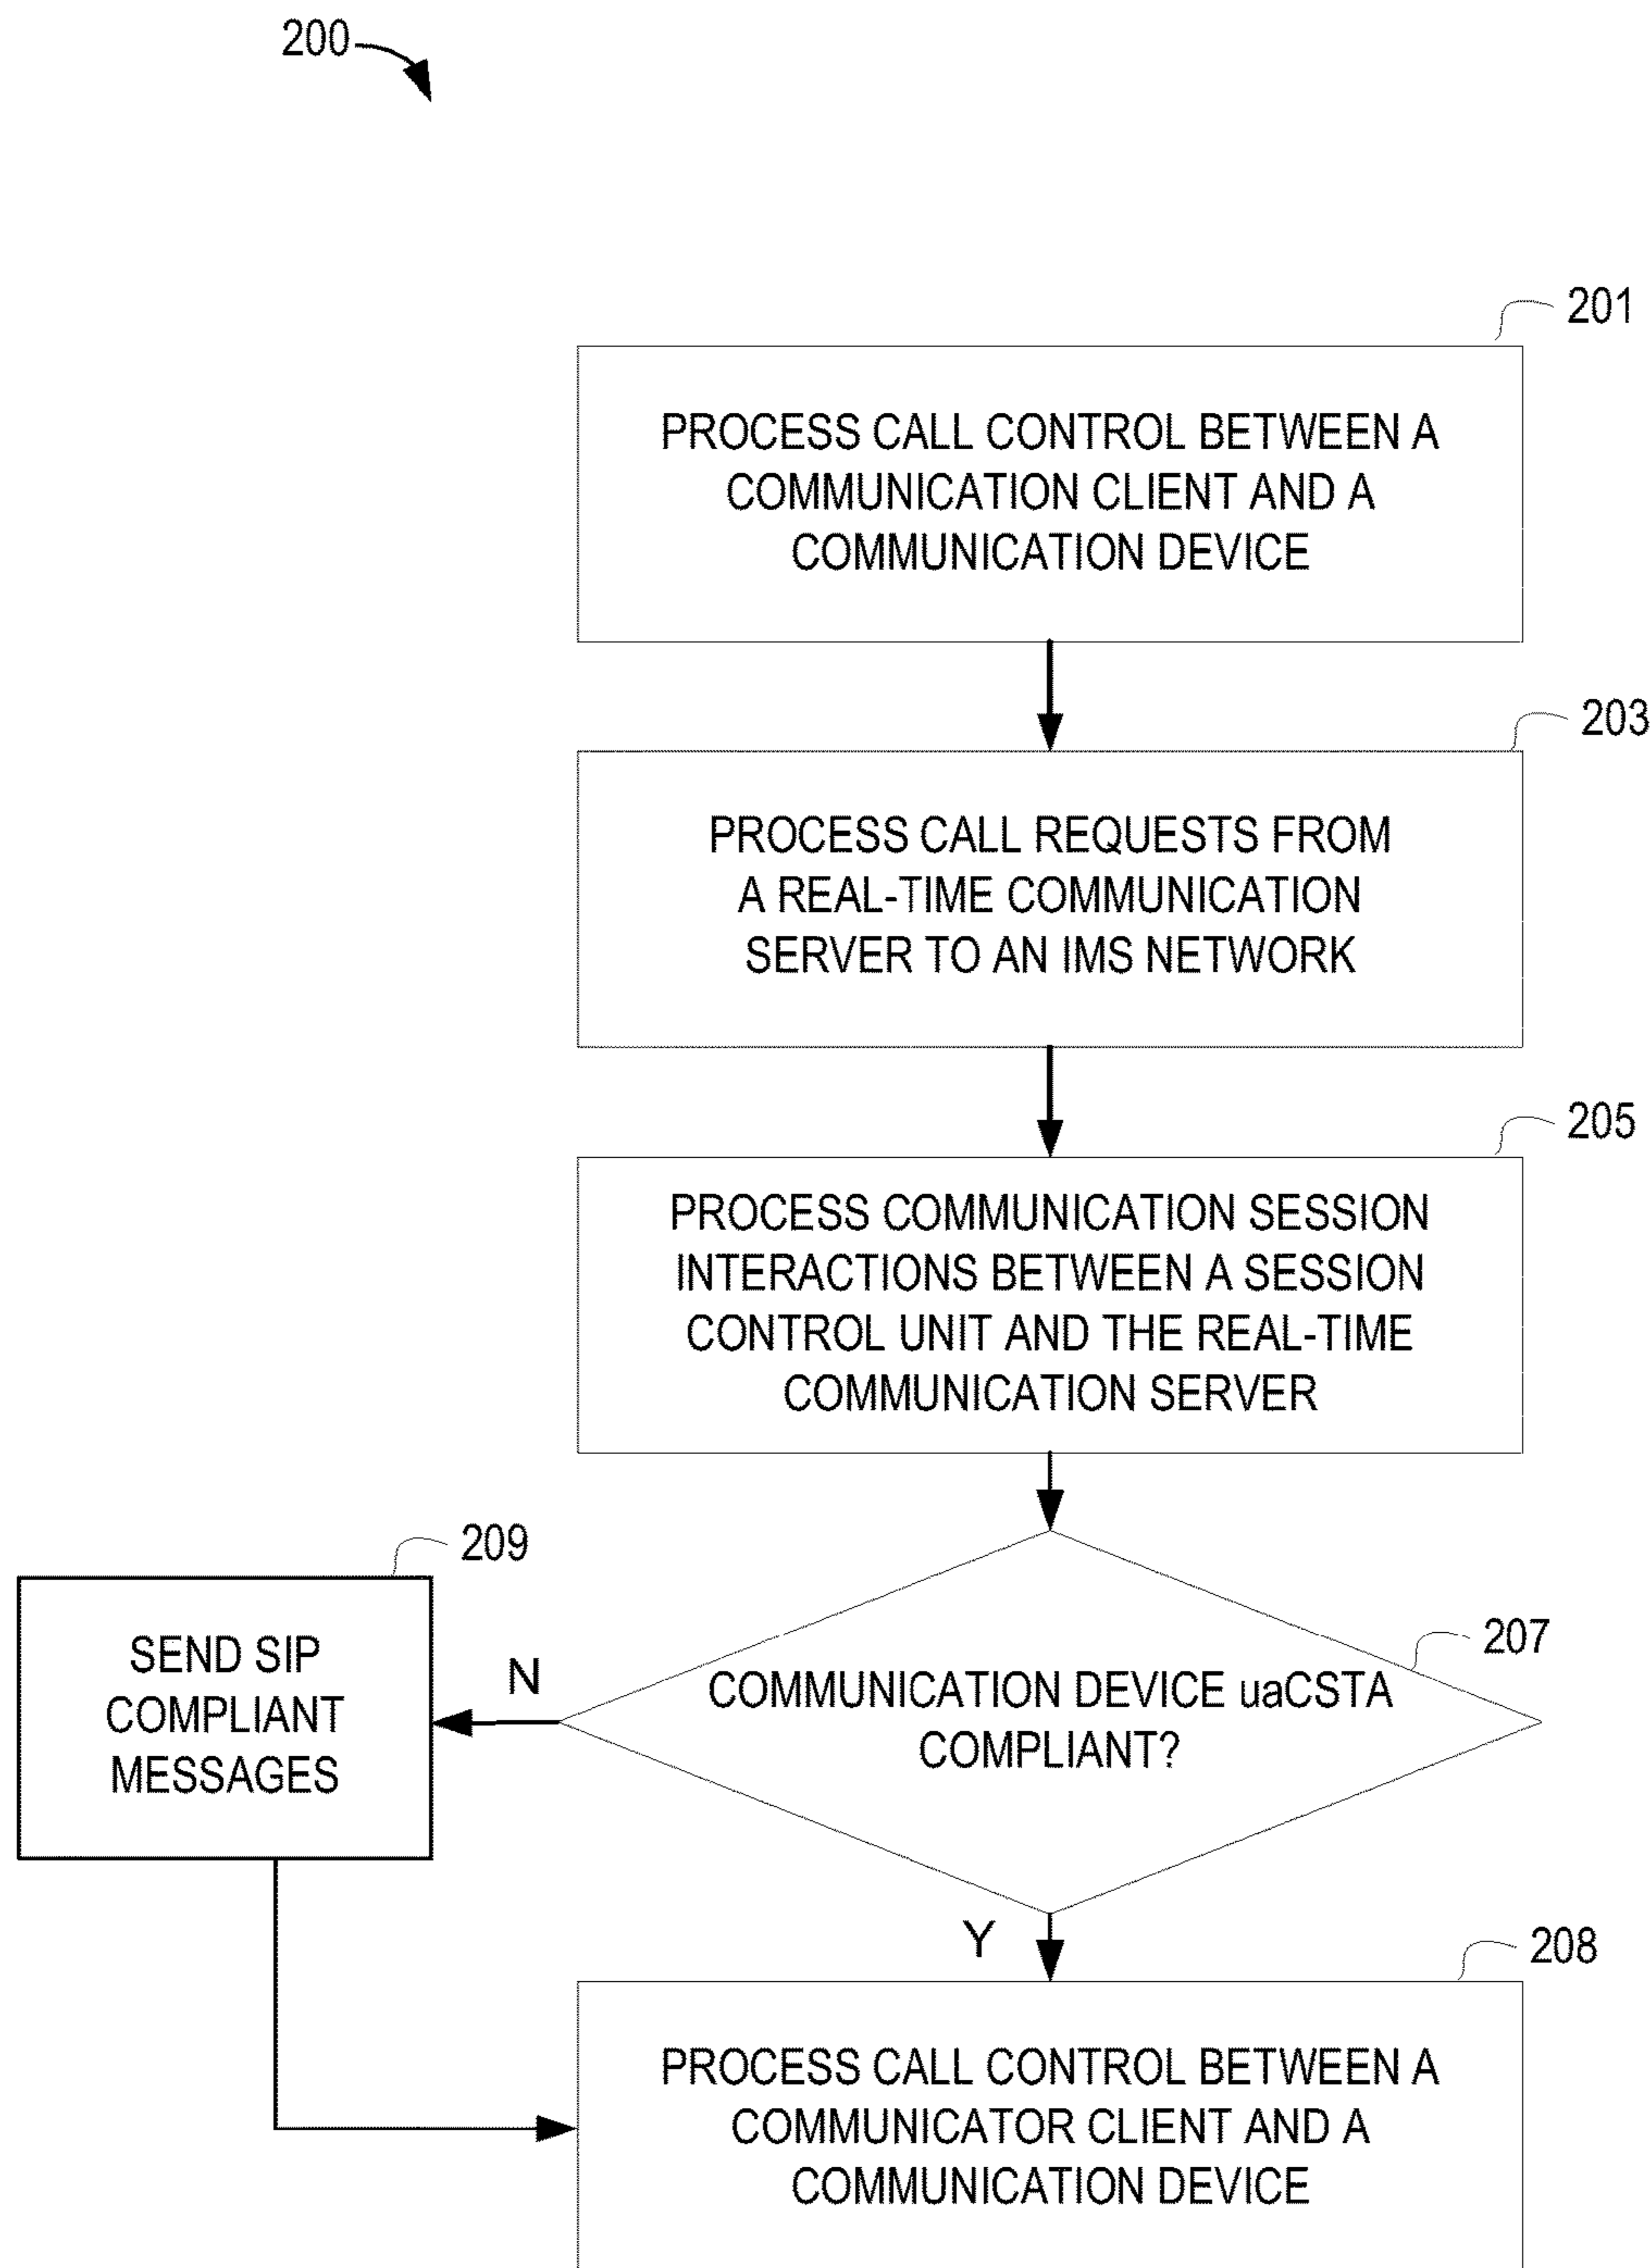 200
201
PROCESS CALL CONTROL BETWEEN A
COMMUNICATION CLIENT AND A
COMMUNICATION DEVICE
203
PROCESS CALL REQUESTS FROM
A REAL-TIME COMMUNICATION
SERVER TO AN IMS NETWORK
205
PROCESS COMMUNICATION SESSION
INTERACTIONS BETWEEN A SESSION
CONTROL UNIT AND THE REAL-TIME
COMMUNICATION SERVER
207
COMMUNICATION DEVICE uaCSTA
COMPLIANT?
N
209
SEND SIP
COMPLIANT
MESSAGES
Y
208
PROCESS CALL CONTROL BETWEEN A
COMMUNICATOR CLIENT AND A
COMMUNICATION DEVICE